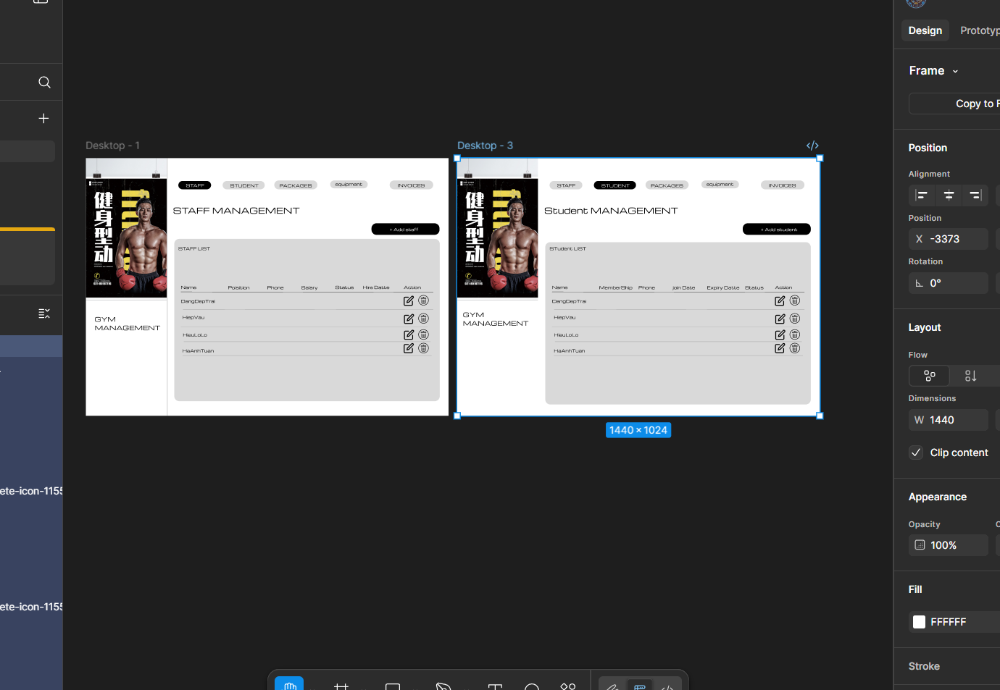 Design
Prototyp
Frame
Copy to F
Position
Alignment
Position
X -3373
Rotation
0°
Layout
Flow
Dimensions
W 1440
Clip content
Appearance
Opacity
100%
Fill
FFFFFF
Stroke
ete-icon-1155
ete-icon-1155
Desktop - 1
健身型动
GYM
MANAGEMENT
STAFF STUDENT PACKAGES equipment INVOICES
STAFF MANAGEMENT
+ Add staff
STAFF LIST
Name Poisition Phone Salary Status Hire Datte Action
DangDepTrai
HiepVau
HieuLoLo
HaAnhTuan
Desktop - 3
健身型动
GYM
MANAGEMENT
STAFF STUDENT PACKAGES equipment INVOICES
Student MANAGEMENT
+ Add student
STudent LIST
Name MemberShip Phone join Date Expiry Datte Status Action
DangDepTrai
HiepVau
HieuLoLo
HaAnhTuan
1440 × 1024